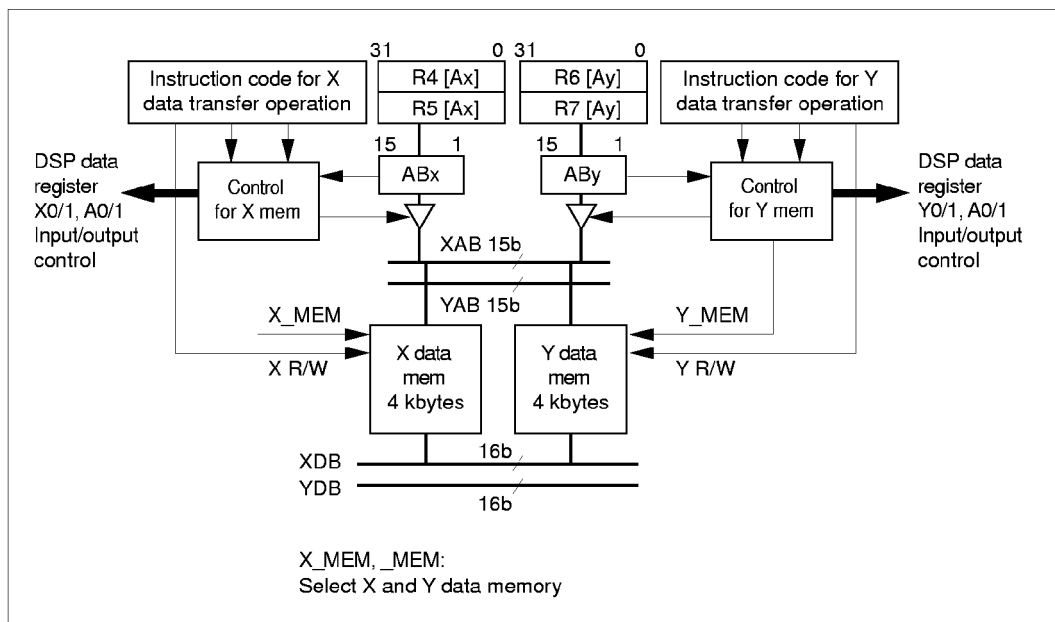 31 0 31 0
Instruction code for X
data transfer operation
R4 [Ax]
R5 [Ax]
R6 [Ay]
R7 [Ay]
Instruction code for Y
data transfer operation
15 1
15 1
DSP data
register
X0/1, A0/1
Input/output
control
Control
for X mem
ABx
ABy
Control
for Y mem
DSP data
register
Y0/1, A0/1
Input/output
control
XAB 15b
YAB 15b
X_MEM
X R/W
X data
mem
4 kbytes
Y data
mem
4 kbytes
Y_MEM
Y R/W
XDB
16b
YDB
16b
X_MEM, _MEM:
Select X and Y data memory